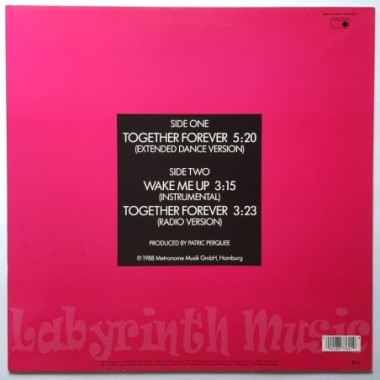 SIDE ONE
TOGETHER FOREVER 5:20
(EXTENDED DANCE VERSION)
SIDE TWO
WAKE ME UP 3:15
(INSTRUMENTAL)
TOGETHER FOREVER 3:23
(RADIO VERSION)
PRODUCED BY PATRIC PERQUEE
℗ 1988 Metronome Musik GmbH, Hamburg
Labyrinth Music